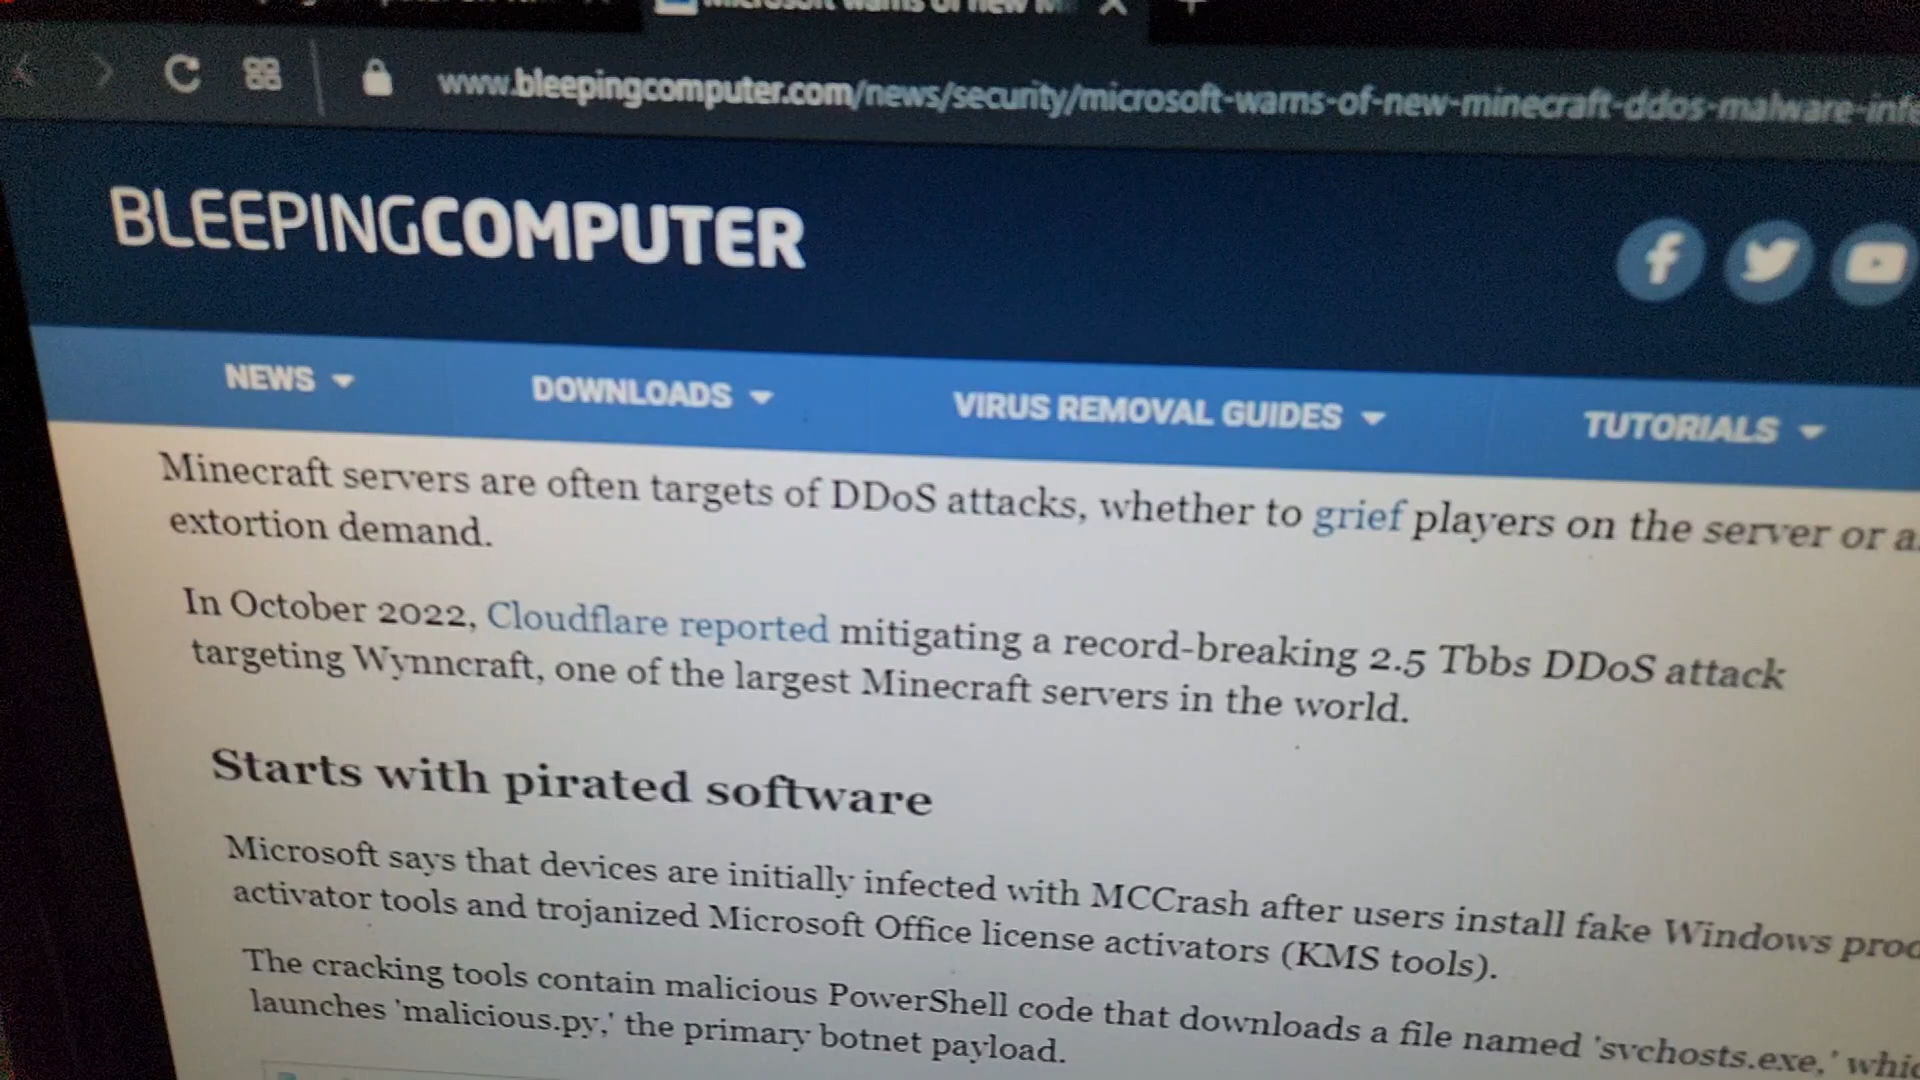 www.bleepingcomputer.com/news/security/microsoft-warns-of-new-minecraft-ddos-malware-infe
BLEEPINGCOMPUTER
NEWS
DOWNLOADS
VIRUS REMOVAL GUIDES
TUTORIALS
Minecraft servers are often targets of DDoS attacks, whether to grief players on the server or a
extortion demand.
In October 2022, Cloudflare reported mitigating a record-breaking 2.5 Tbbs DDoS attack
targeting Wynncraft, one of the largest Minecraft servers in the world.
Starts with pirated software
Microsoft says that devices are initially infected with MCCrash after users install fake Windows proc
activator tools and trojanized Microsoft Office license activators (KMS tools).
The cracking tools contain malicious PowerShell code that downloads a file named 'svchosts.exe,' whic
launches 'malicious.py,' the primary botnet payload.